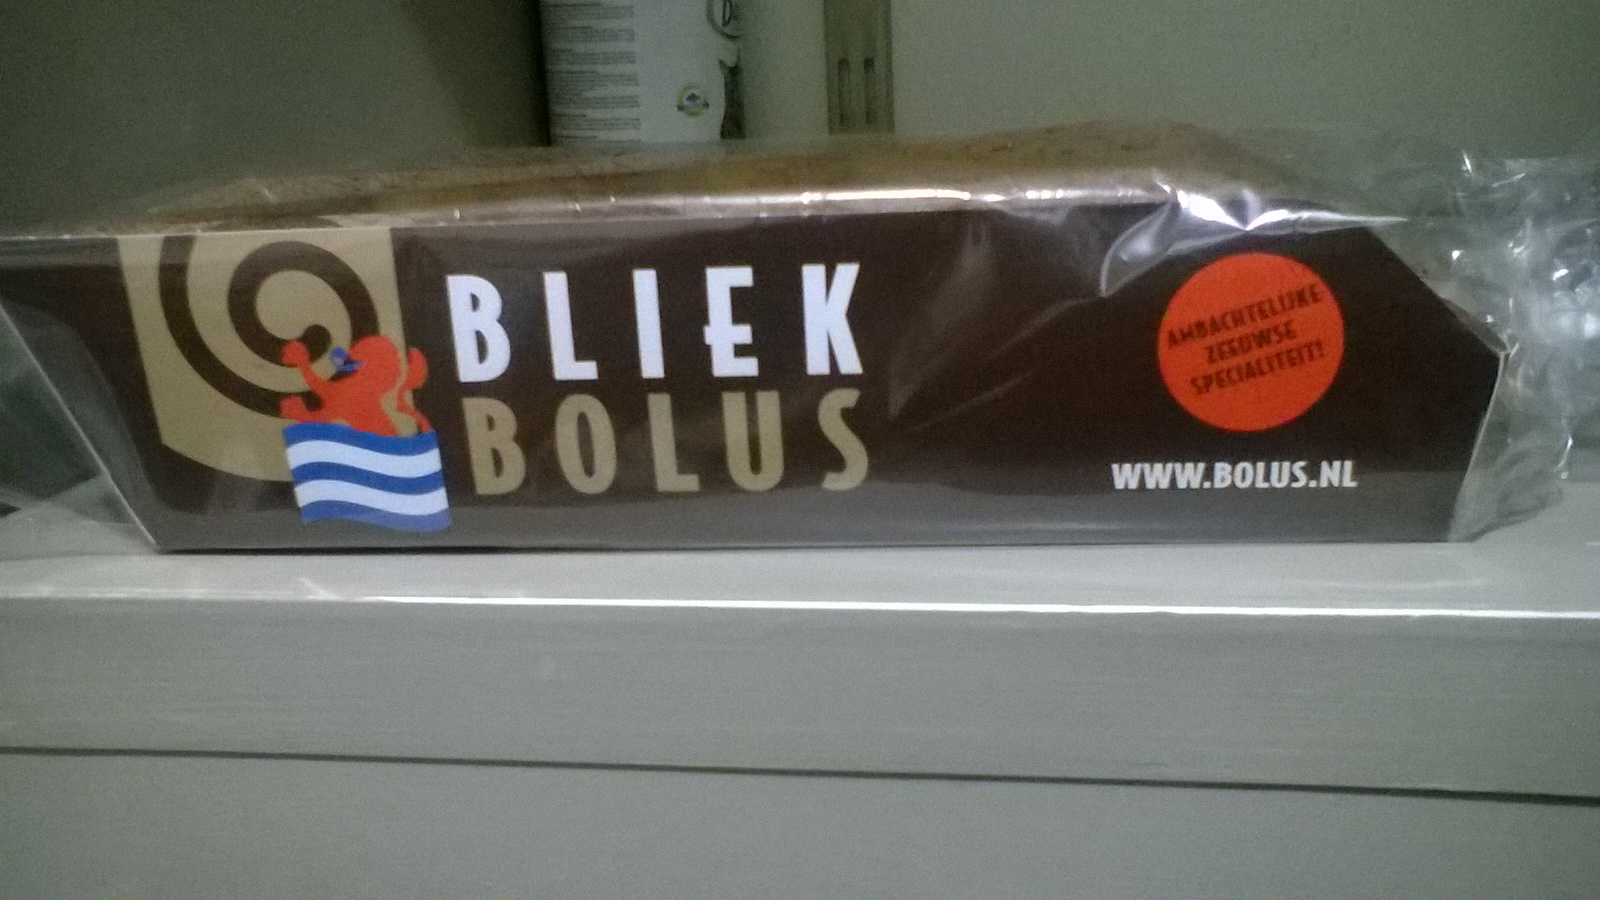 BLIEK
BOLUS
AMBACHTELIJKE
ZEEUWSE
SPECIALITEIT!
WWW.BOLUS.NL